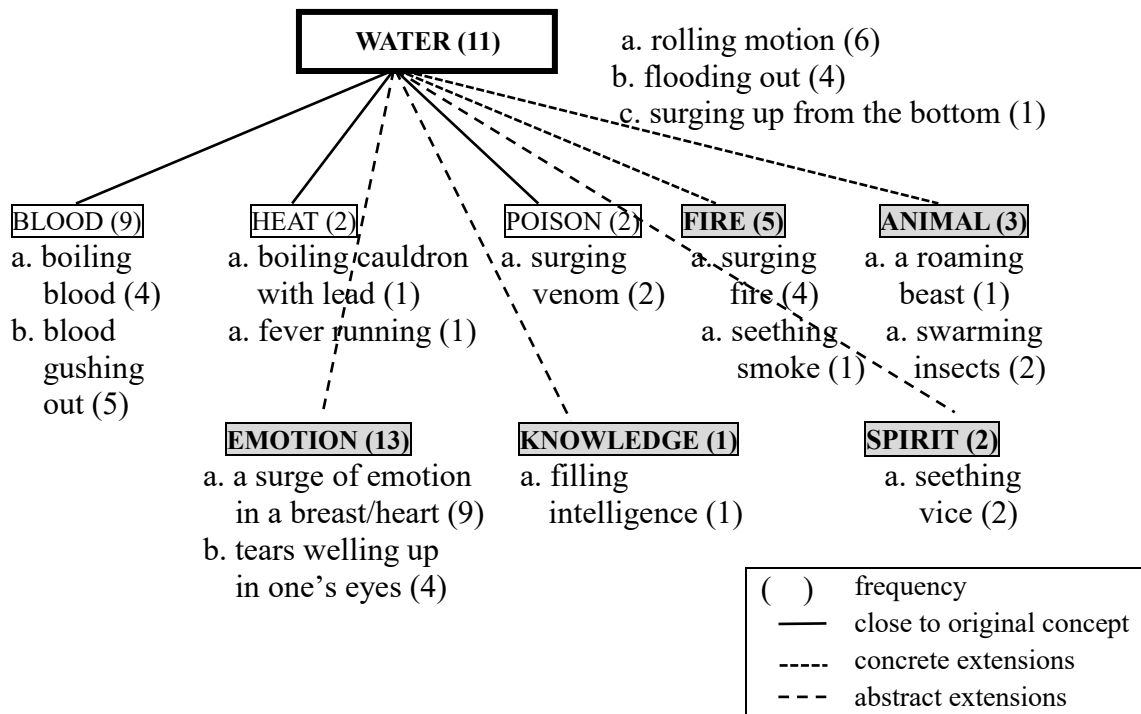 WATER (11)
a. rolling motion (6)
b. flooding out (4)
c. surging up from the bottom (1)
BLOOD (9)
a. boiling
blood (4)
b. blood
gushing
out (5)
HEAT (2)
a. boiling cauldron
with lead (1)
a. fever running (1)
POISON (2)
a. surging
venom (2)
FIRE (5)
a. surging
fire (4)
a. seething
smoke (1)
ANIMAL (3)
a. a roaming
beast (1)
a. swarming
insects (2)
EMOTION (13)
a. a surge of emotion
in a breast/heart (9)
b. tears welling up
in one’s eyes (4)
KNOWLEDGE (1)
a. filling
intelligence (1)
SPIRIT (2)
a. seething
vice (2)
( ) frequency
close to original concept
concrete extensions
abstract extensions